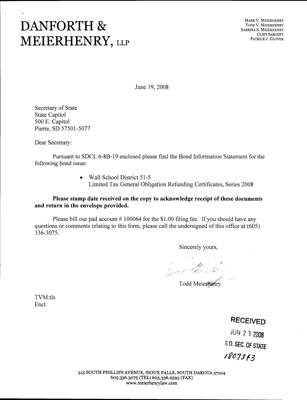 DANFORTH &
MEIERHENRY, LLP
MARK V. MEIERHENRY
TODD V. MEIERHENRY
SABRINA S. MEIERHENRY
CLINT SARGENT
PATRICK J. GLOVER
June 19, 2008
Secretary of State
State Capitol
500 E. Capitol
Pierre, SD 57501-5077
Dear Secretary:
Pursuant to SDCL 6-8B-19 enclosed please find the Bond Information Statement for the
following bond issue:
• Wall School District 51-5
Limited Tax General Obligation Refunding Certificates, Series 2008
Please stamp date received on the copy to acknowledge receipt of these documents
and return in the envelope provided.
Please bill our pad account # 100064 for the $1.00 filing fee. If you should have any
questions or comments relating to this form, please call the undersigned of this office at (605)
336-3075.
Sincerely yours,
Todd Meierhenry
TVM:tls
Encl.
RECEIVED
JUN 23 2008
S.D. SEC. OF STATE
315 SOUTH PHILLIPS AVENUE, SIOUX FALLS, SOUTH DAKOTA 57104
605.336.3075 (TEL) 605.336.2593 (FAX)
www.meierhenrylaw.com